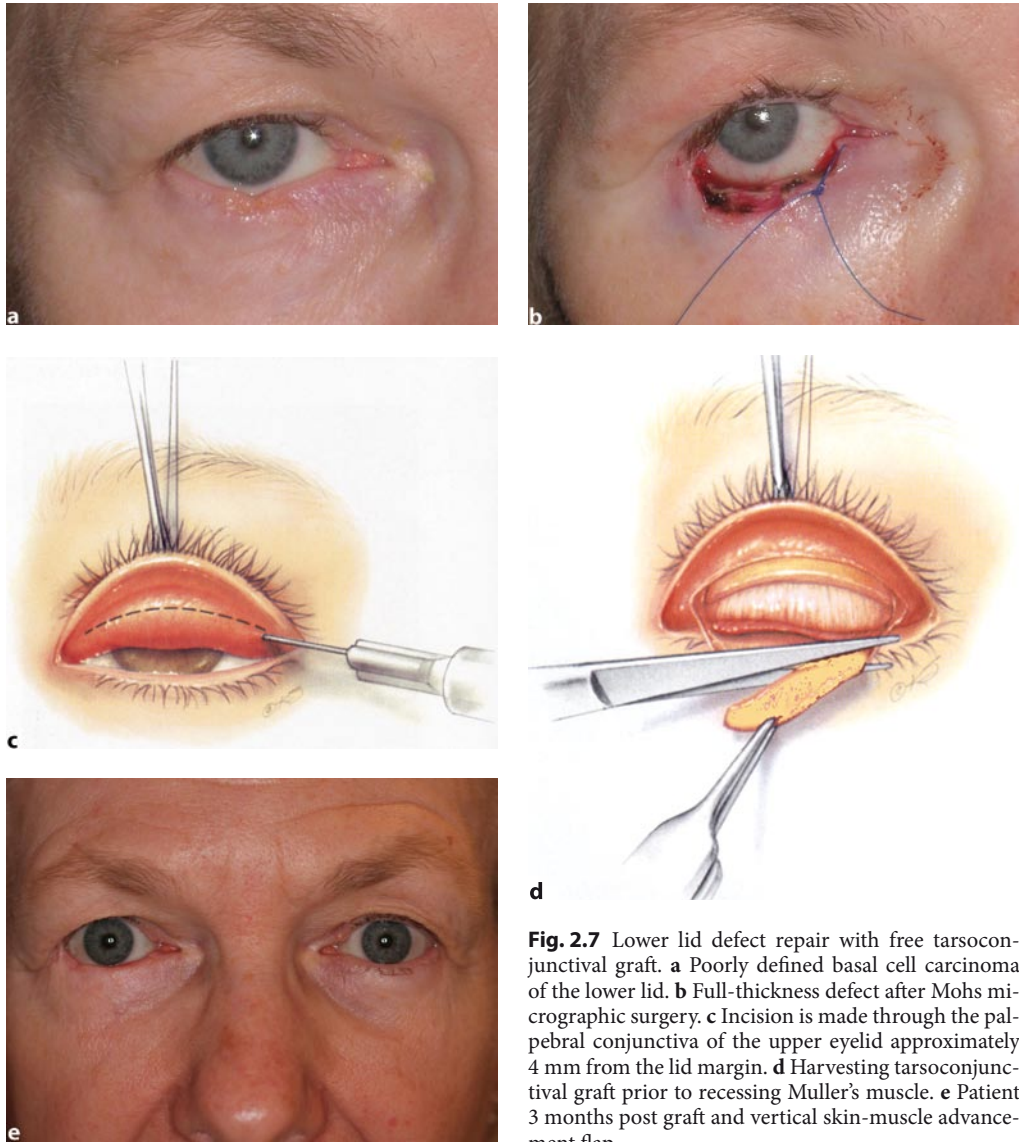 a
b
c
d
e
Fig. 2.7 Lower lid defect repair with free tarsocon-
junctival graft. a Poorly defined basal cell carcinoma
of the lower lid. b Full-thickness defect after Mohs mi-
crographic surgery. c Incision is made through the pal-
pebral conjunctiva of the upper eyelid approximately
4 mm from the lid margin. d Harvesting tarsoconjunc-
tival graft prior to recessing Muller's muscle. e Patient
3 months post graft and vertical skin-muscle advance-
ment flap